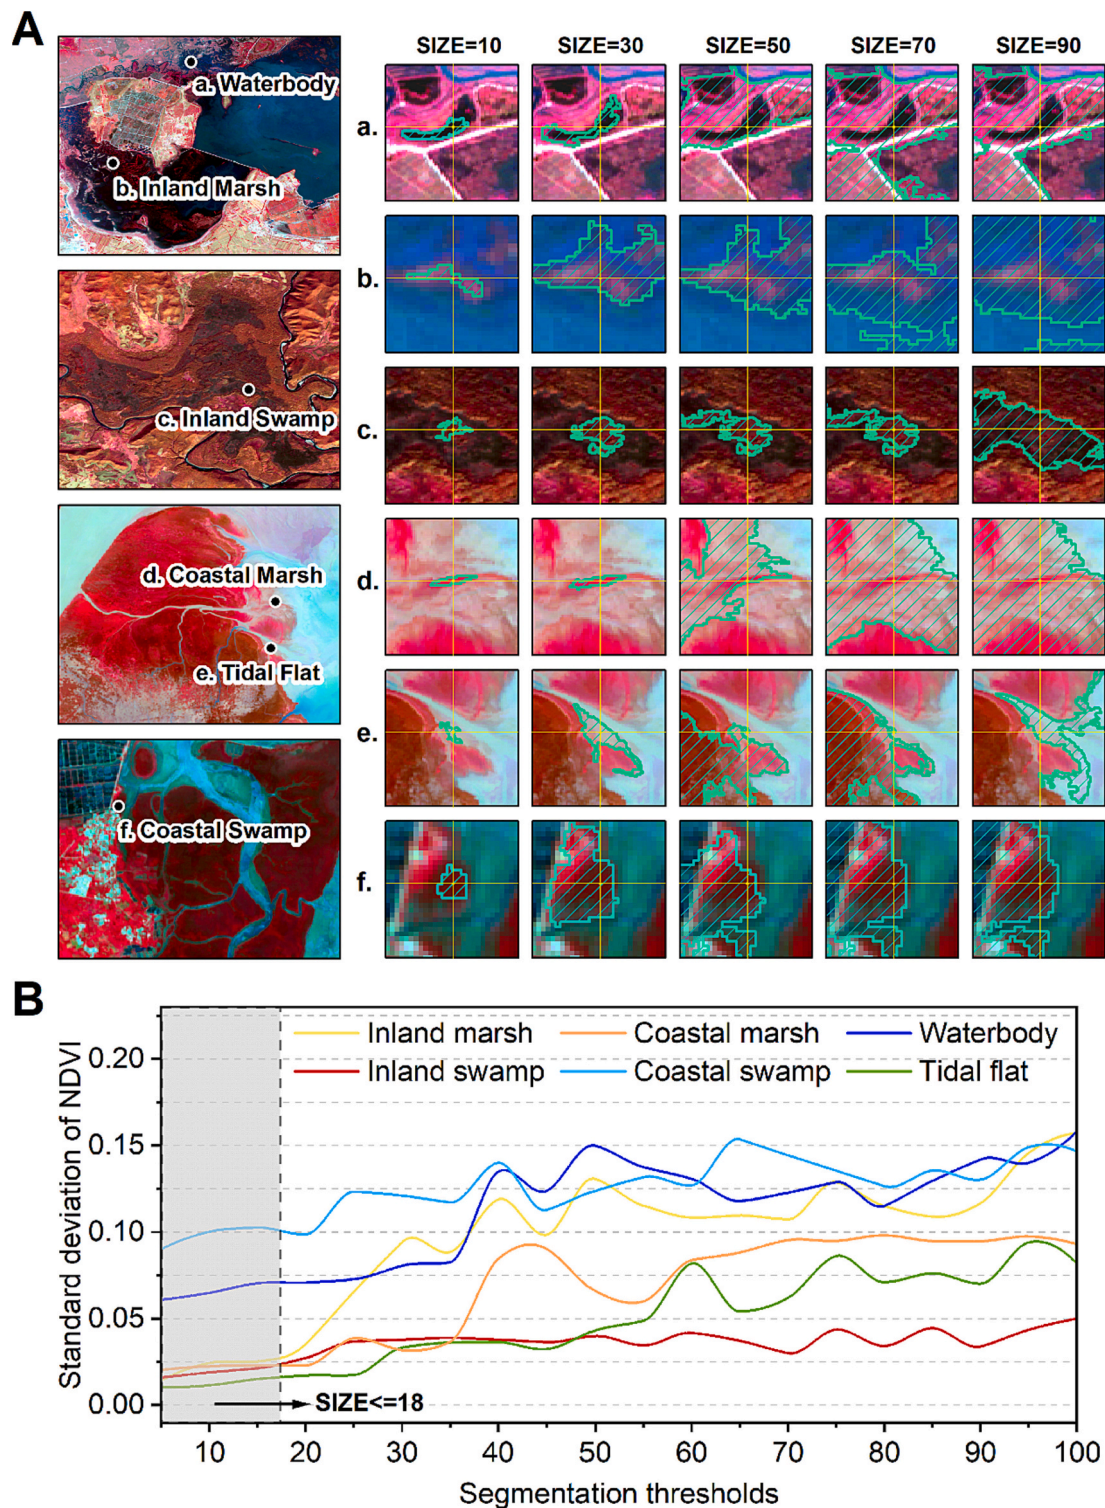 A
SIZE=10 SIZE=30 SIZE=50 SIZE=70 SIZE=90
a. Waterbody
b. Inland Marsh
c. Inland Swamp
d. Coastal Marsh
e. Tidal Flat
f. Coastal Swamp
a.
b.
c.
d.
e.
f.
B
Inland marsh Coastal marsh Waterbody
Inland swamp Coastal swamp Tidal flat
Standard deviation of NDVI
0.20
0.15
0.10
0.05
0.00
SIZE<=18
10 20 30 40 50 60 70 80 90 100
Segmentation thresholds